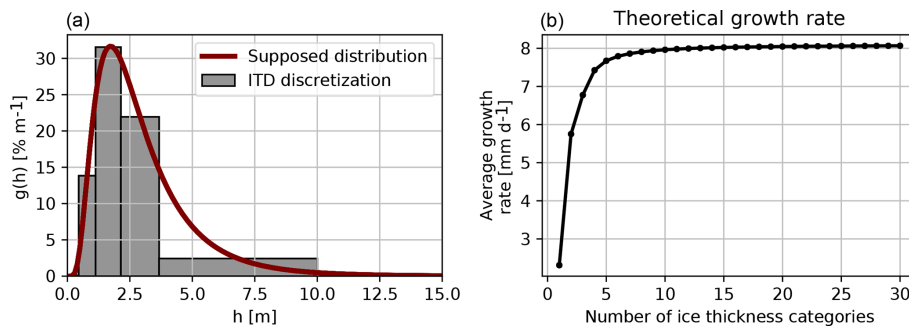 (a)
Supposed distribution
ITD discretization
g(h) [% m-1]
30
25
20
15
10
5
0
0.0 2.5 5.0 7.5 10.0 12.5 15.0
h [m]
(b)
Theoretical growth rate
Average growth
rate [mm d-1]
8
7
6
5
4
3
0 5 10 15 20 25 30
Number of ice thickness categories